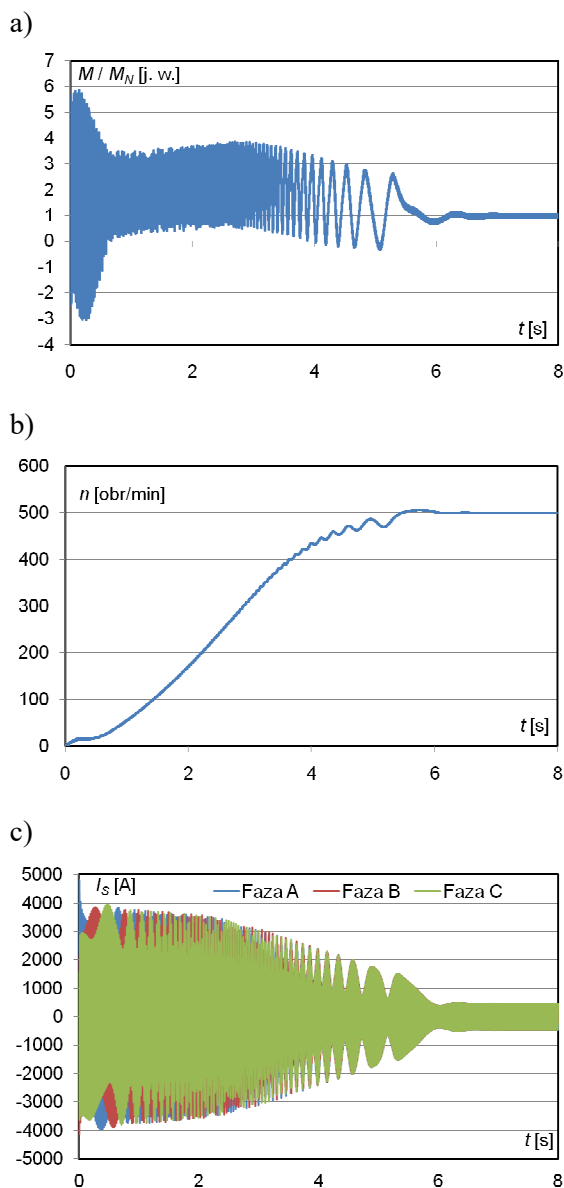 a)
M / M_N [j. w.]
7
6
5
4
3
2
1
0
-1
-2
-3
-4
t [s]
0 2 4 6 8
b)
600
500
400
300
200
100
0
n [obr/min]
t [s]
0 2 4 6 8
c)
5000
4000
3000
2000
1000
0
-1000
-2000
-3000
-4000
-5000
I_S [A]
Faza A Faza B Faza C
t [s]
0 2 4 6 8